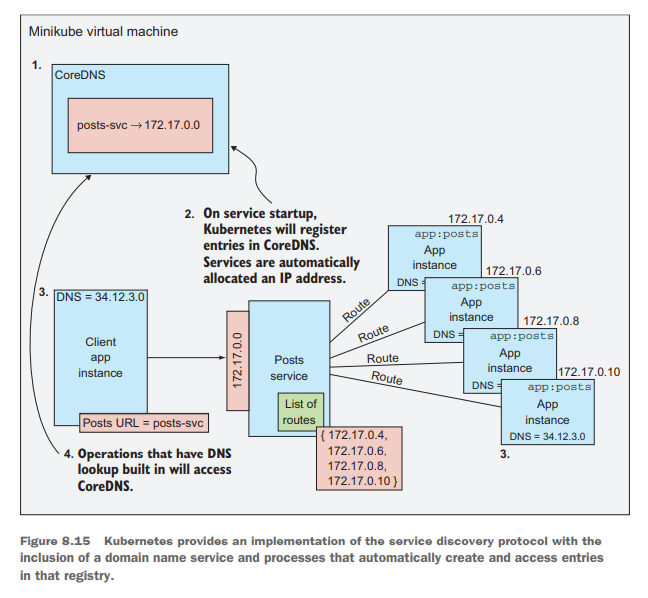 Minikube virtual machine
1.
CoreDNS
posts-svc → 172.17.0.0
2. On service startup,
Kubernetes will register
entries in CoreDNS.
Services are automatically
allocated an IP address.
172.17.0.4
app:posts
App
instance
DNS =
172.17.0.6
app:posts
App
instance
DNS =
172.17.0.8
app:posts
App
instance
DNS =
172.17.0.10
app:posts
App
instance
DNS = 34.12.3.0
3.
3.
DNS = 34.12.3.0
Client
app
instance
Posts URL = posts-svc
172.17.0.0
Posts
service
List of
routes
{ 172.17.0.4,
172.17.0.6,
172.17.0.8,
172.17.0.10 }
Route
Route
Route
Route
4. Operations that have DNS
lookup built in will access
CoreDNS.
Figure 8.15 Kubernetes provides an implementation of the service discovery protocol with the
inclusion of a domain name service and processes that automatically create and access entries
in that registry.